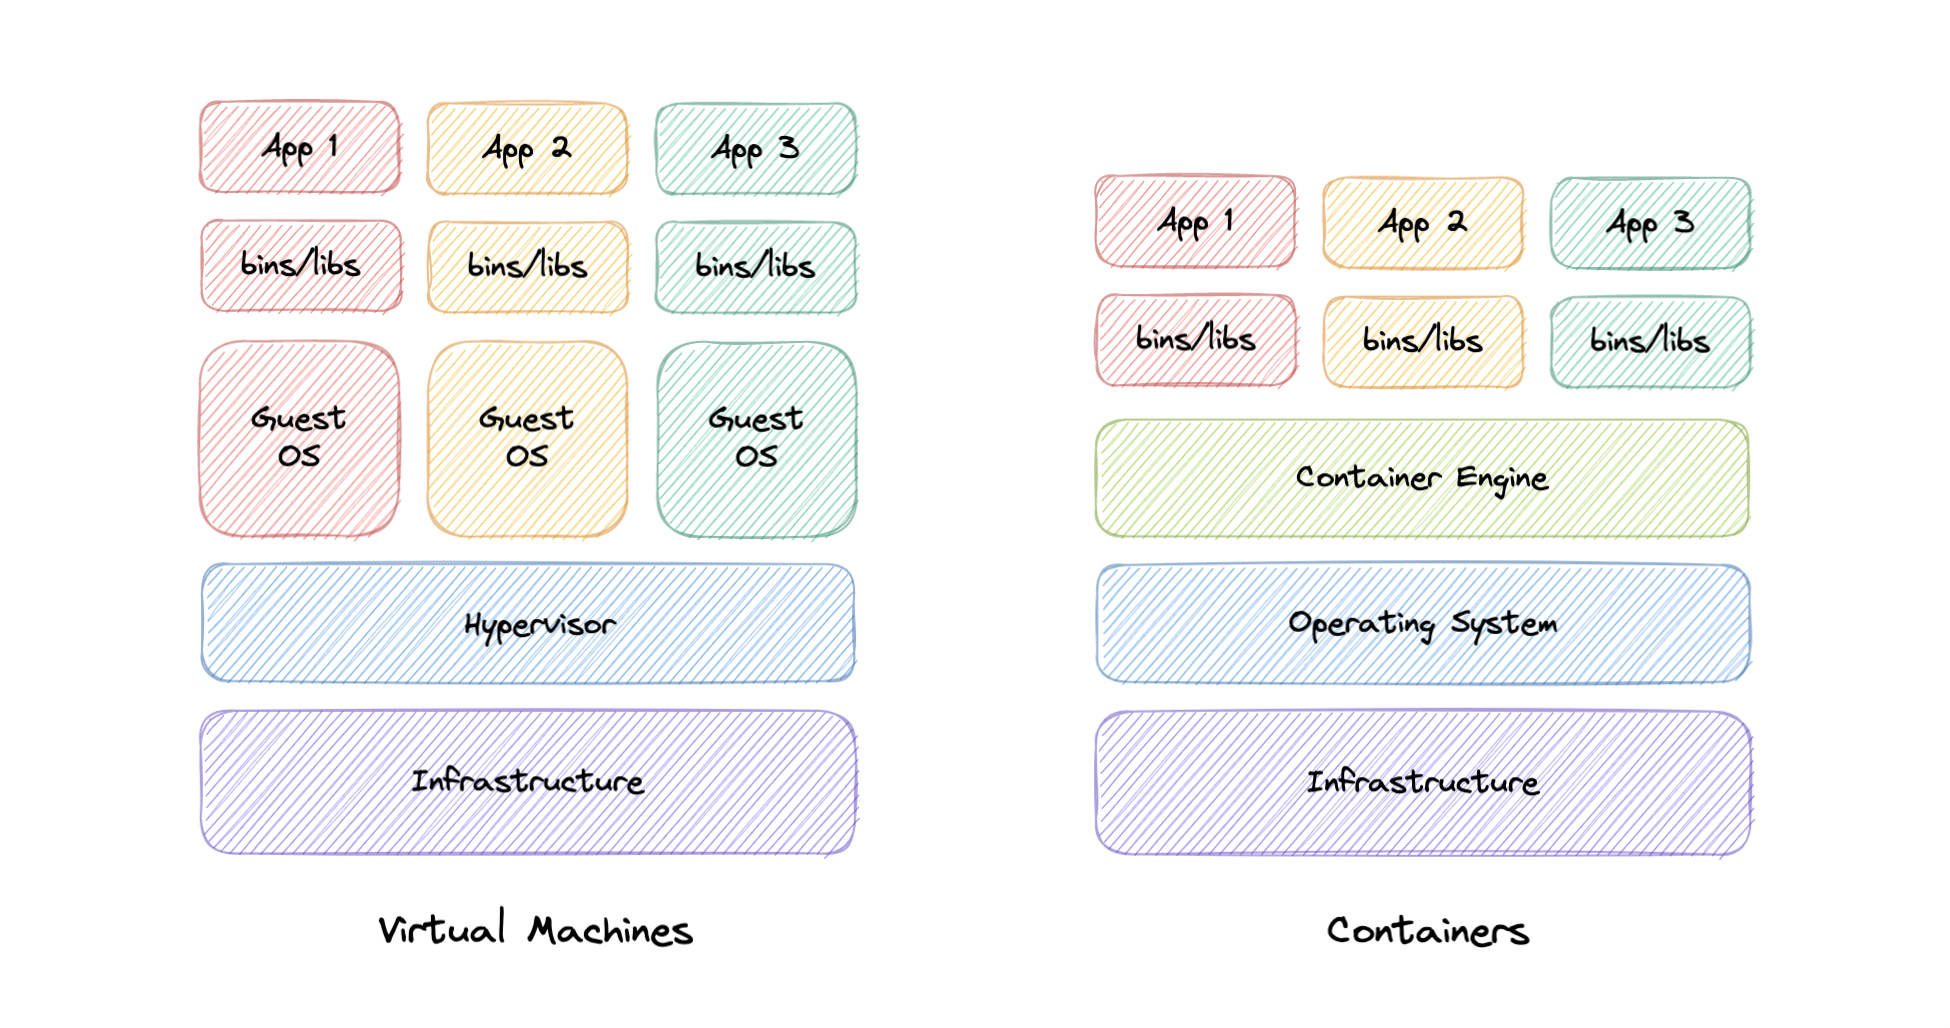 App 1
App 2
App 3
bins/libs
bins/libs
bins/libs
Guest
OS
Guest
OS
Guest
OS
Hypervisor
Infrastructure
Virtual Machines
App 1
App 2
App 3
bins/libs
bins/libs
bins/libs
Container Engine
Operating System
Infrastructure
Containers